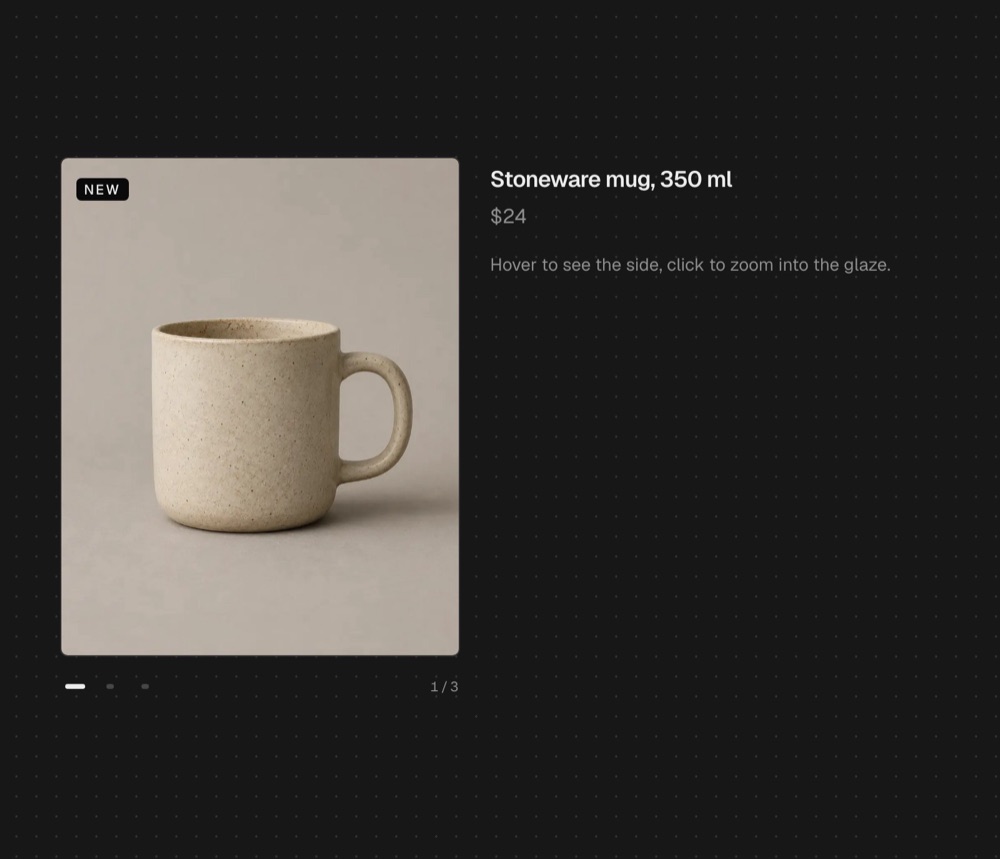 NEW
Stoneware mug, 350 ml
$24
Hover to see the side, click to zoom into the glaze.
1 / 3